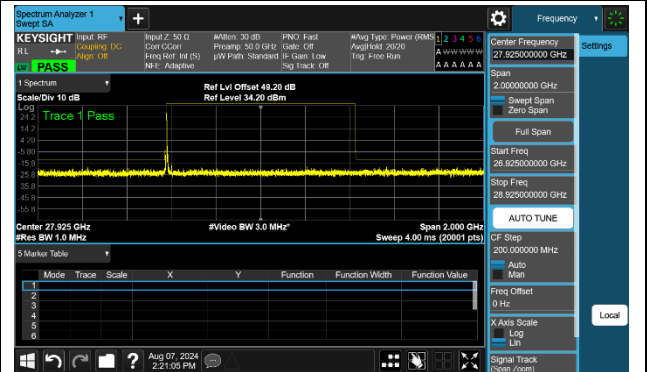 Spectrum Analyzer 1
Swept SA
Frequency
KEYSIGHT
Input: RF
Coupling: DC
Align: Off
Input Z: 50 Ω
Corr CCorr
Freq Ref: Int (S)
NFE: Adaptive
#Atten: 30 dB
Preamp: 50.0 GHz
µW Path: Standard
PNO: Fast
Gate: Off
IF Gain: Low
Sig Track: Off
#Avg Type: Power (RMS
Avg|Hold: 20/20
Trig: Free Run
1 2 3 4 5 6
A W W W W W
A A A A A A
RL
PASS
1 Spectrum
Scale/Div 10 dB
Ref Lvl Offset 49.20 dB
Ref Level 34.20 dBm
Log
Trace 1 Pass
24.2
14.2
4.20
-5.80
-15.8
-25.8
-35.8
-45.8
-55.8
Center 27.925 GHz
#Video BW 3.0 MHz*
Span 2.000 GHz
#Res BW 1.0 MHz
Sweep 4.00 ms (20001 pts)
5 Marker Table
Mode Trace Scale X Y Function Function Width Function Value
1
2
3
4
5
6
Aug 07, 2024
2:21:05 PM
Center Frequency
27.925000000 GHz
Settings
Span
2.00000000 GHz
Swept Span
Zero Span
Full Span
Start Freq
26.925000000 GHz
Stop Freq
28.925000000 GHz
AUTO TUNE
CF Step
200.000000 MHz
Auto
Man
Freq Offset
0 Hz
X Axis Scale
Log
Lin
Local
Signal Track
(Span Zoom)